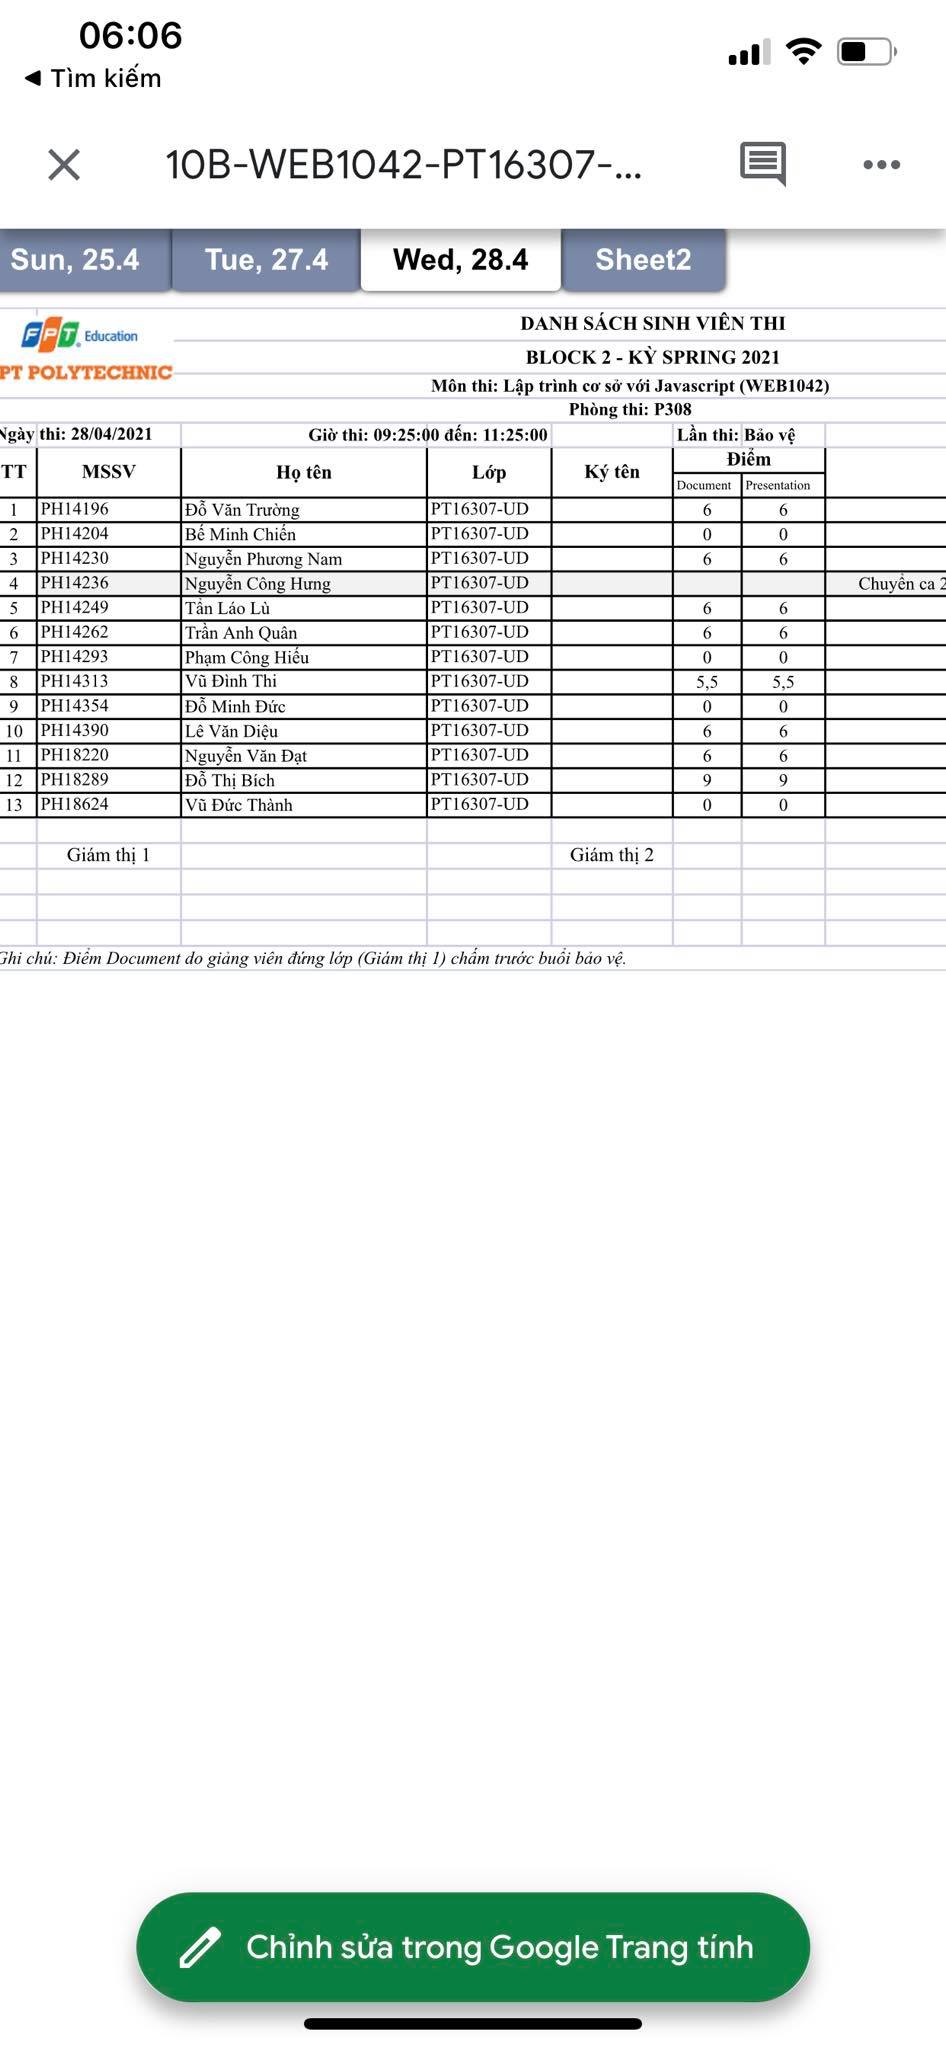 06:06
◄ Tìm kiếm
10B-WEB1042-PT16307-...
Sun, 25.4 Tue, 27.4 Wed, 28.4 Sheet2
FPT Education
PT POLYTECHNIC
DANH SÁCH SINH VIÊN THI
BLOCK 2 - KỲ SPRING 2021
Môn thi: Lập trình cơ sở với Javascript (WEB1042)
Phòng thi: P308
Ngày thi: 28/04/2021 Giờ thi: 09:25:00 đến: 11:25:00 Lần thi: Bảo vệ
TT MSSV Họ tên Lớp Ký tên Điểm
Document Presentation
1 PH14196 Đỗ Văn Trường PT16307-UD 6 6
2 PH14204 Bế Minh Chiến PT16307-UD 0 0
3 PH14230 Nguyễn Phương Nam PT16307-UD 6 6
4 PH14236 Nguyễn Công Hưng PT16307-UD Chuyển ca 2
5 PH14249 Tẩn Láo Lù PT16307-UD 6 6
6 PH14262 Trần Anh Quân PT16307-UD 6 6
7 PH14293 Phạm Công Hiếu PT16307-UD 0 0
8 PH14313 Vũ Đình Thi PT16307-UD 5,5 5,5
9 PH14354 Đỗ Minh Đức PT16307-UD 0 0
10 PH14390 Lê Văn Diệu PT16307-UD 6 6
11 PH18220 Nguyễn Văn Đạt PT16307-UD 6 6
12 PH18289 Đỗ Thị Bích PT16307-UD 9 9
13 PH18624 Vũ Đức Thành PT16307-UD 0 0
Giám thị 1 Giám thị 2
Ghi chú: Điểm Document do giảng viên đứng lớp (Giám thị 1) chấm trước buổi bảo vệ.
Chỉnh sửa trong Google Trang tính